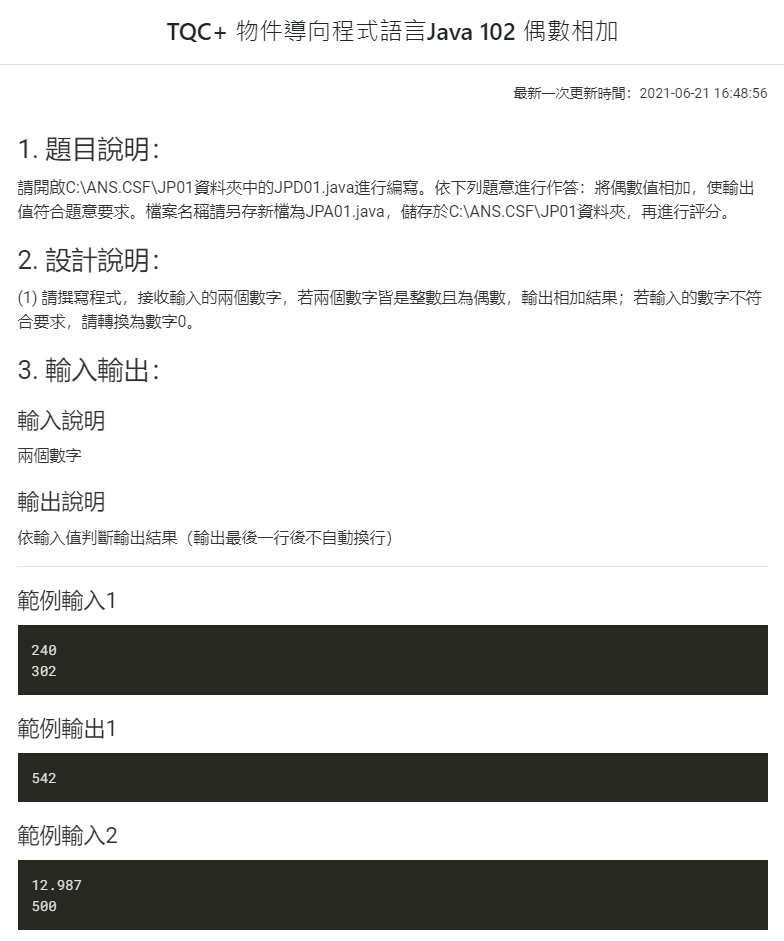 TQC+ 物件導向程式語言Java 102 偶數相加
最新一次更新時間：2021-06-21 16:48:56
1. 題目說明：
請開啟C:\ANS.CSF\JP01資料夾中的JPD01.java進行編寫。依下列題意進行作答：將偶數值相加，使輸出
值符合題意要求。檔案名稱請另存新檔為JPA01.java，儲存於C:\ANS.CSF\JP01資料夾，再進行評分。
2. 設計說明：
(1) 請撰寫程式，接收輸入的兩個數字，若兩個數字皆是整數且為偶數，輸出相加結果；若輸入的數字不符
合要求，請轉換為數字0。
3. 輸入輸出：
輸入說明
兩個數字
輸出說明
依輸入值判斷輸出結果（輸出最後一行後不自動換行）
範例輸入1
240
302
範例輸出1
542
範例輸入2
12.987
500